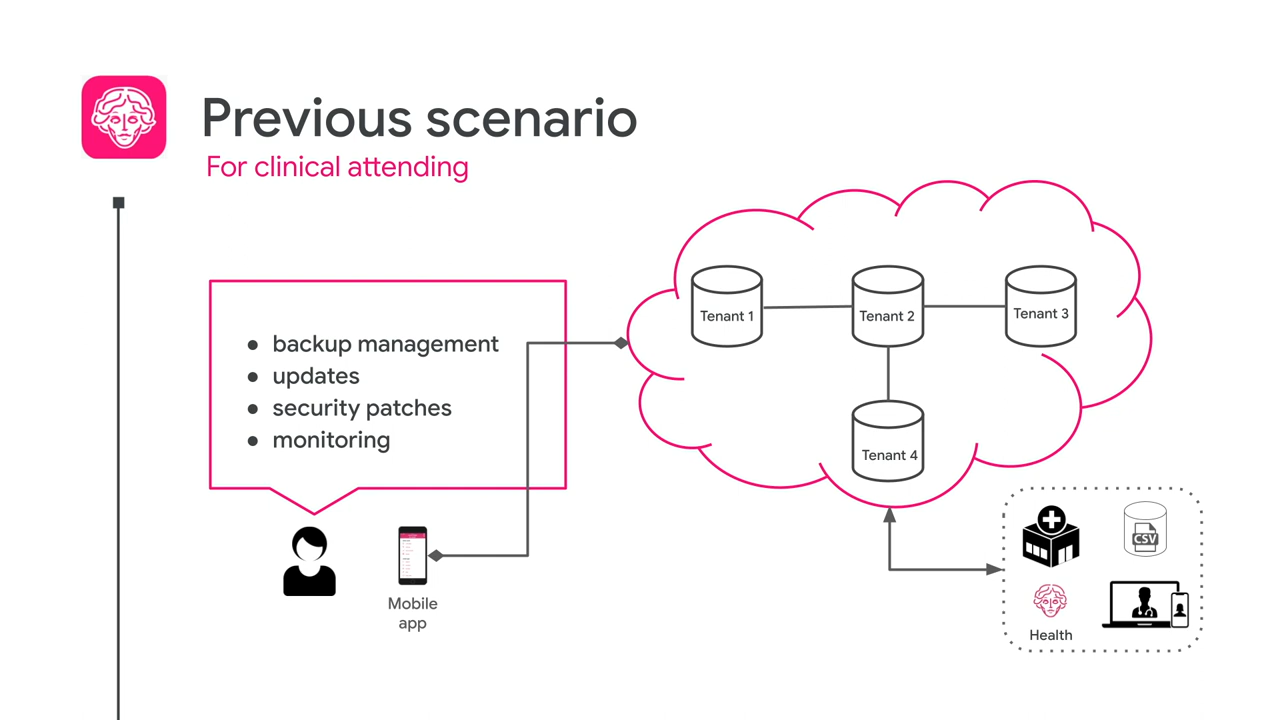 Previous scenario
For clinical attending
● backup management
● updates
● security patches
● monitoring
Tenant 1
Tenant 2
Tenant 3
Tenant 4
Mobile
app
CSV
Health